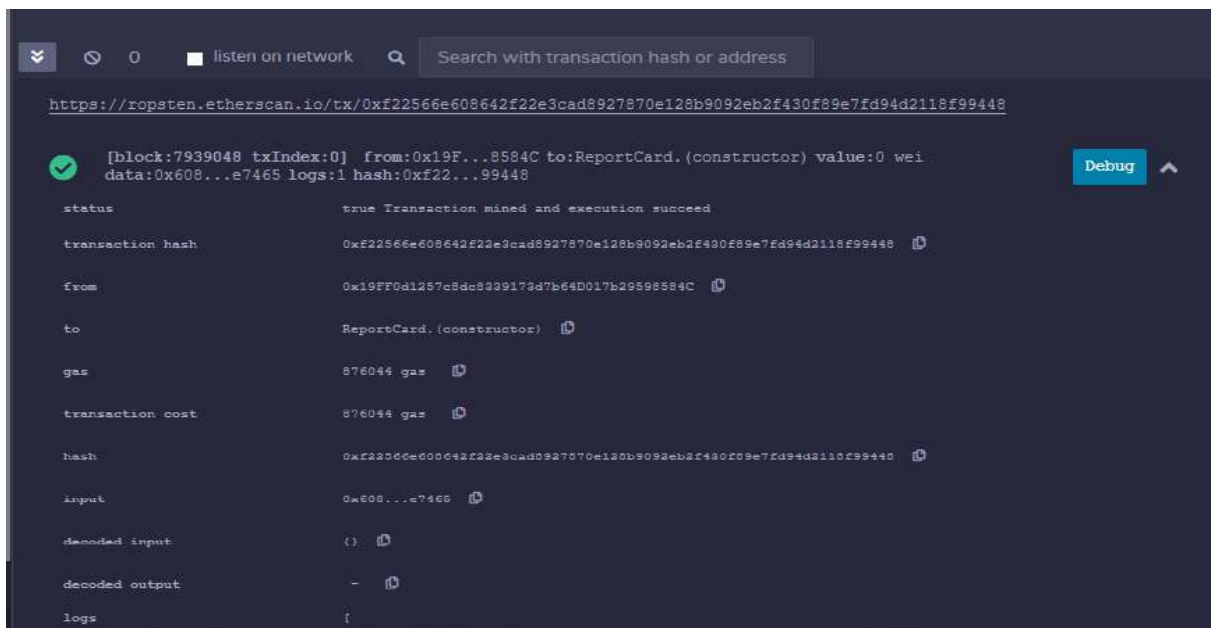 0 listen on network Search with transaction hash or address
https://ropsten.etherscan.io/tx/0xf22566e608642f22e3cad8927870e128b9092eb2f430f89e7fd94d2118f99448
[block:7939048 txIndex:0] from:0x19F...8584C to:ReportCard.(constructor) value:0 wei
data:0x608...e7465 logs:1 hash:0xf22...99448
Debug
status true Transaction mined and execution succeed
transaction hash 0xf22566e608642f22e3cad8927870e128b9092eb2f430f89e7fd94d2118f99448
from 0x19FF0d1257c8dc8339173d7b64D017b29598584C
to ReportCard.(constructor)
gas 876044 gas
transaction cost 876044 gas
hash 0xf22566e608642f22e3cad8927870e128b9092eb2f430f89e7fd94d2118f99448
input 0x608...e7465
decoded input {}
decoded output -
logs [